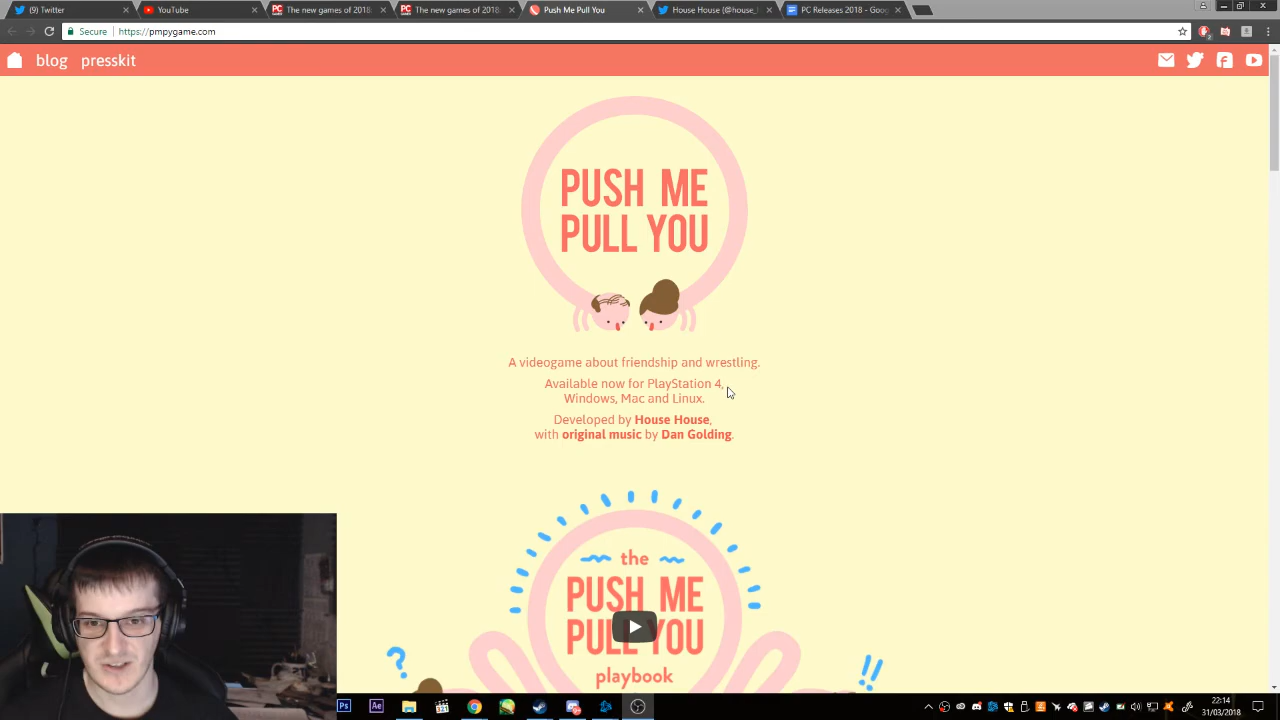 (9) Twitter
YouTube
The new games of 2018:
The new games of 2018:
Push Me Pull You
House House (@house_
PC Releases 2018 - Goog
Secure
https://pmpygame.com
blog
presskit
PUSH ME
PULL YOU
A videogame about friendship and wrestling.
Available now for PlayStation 4,
Windows, Mac and Linux.
Developed by House House,
with original music by Dan Golding.
the
PUSH ME
PULL YOU
playbook
?
!!
Ps
Ae
22:14
31/03/2018